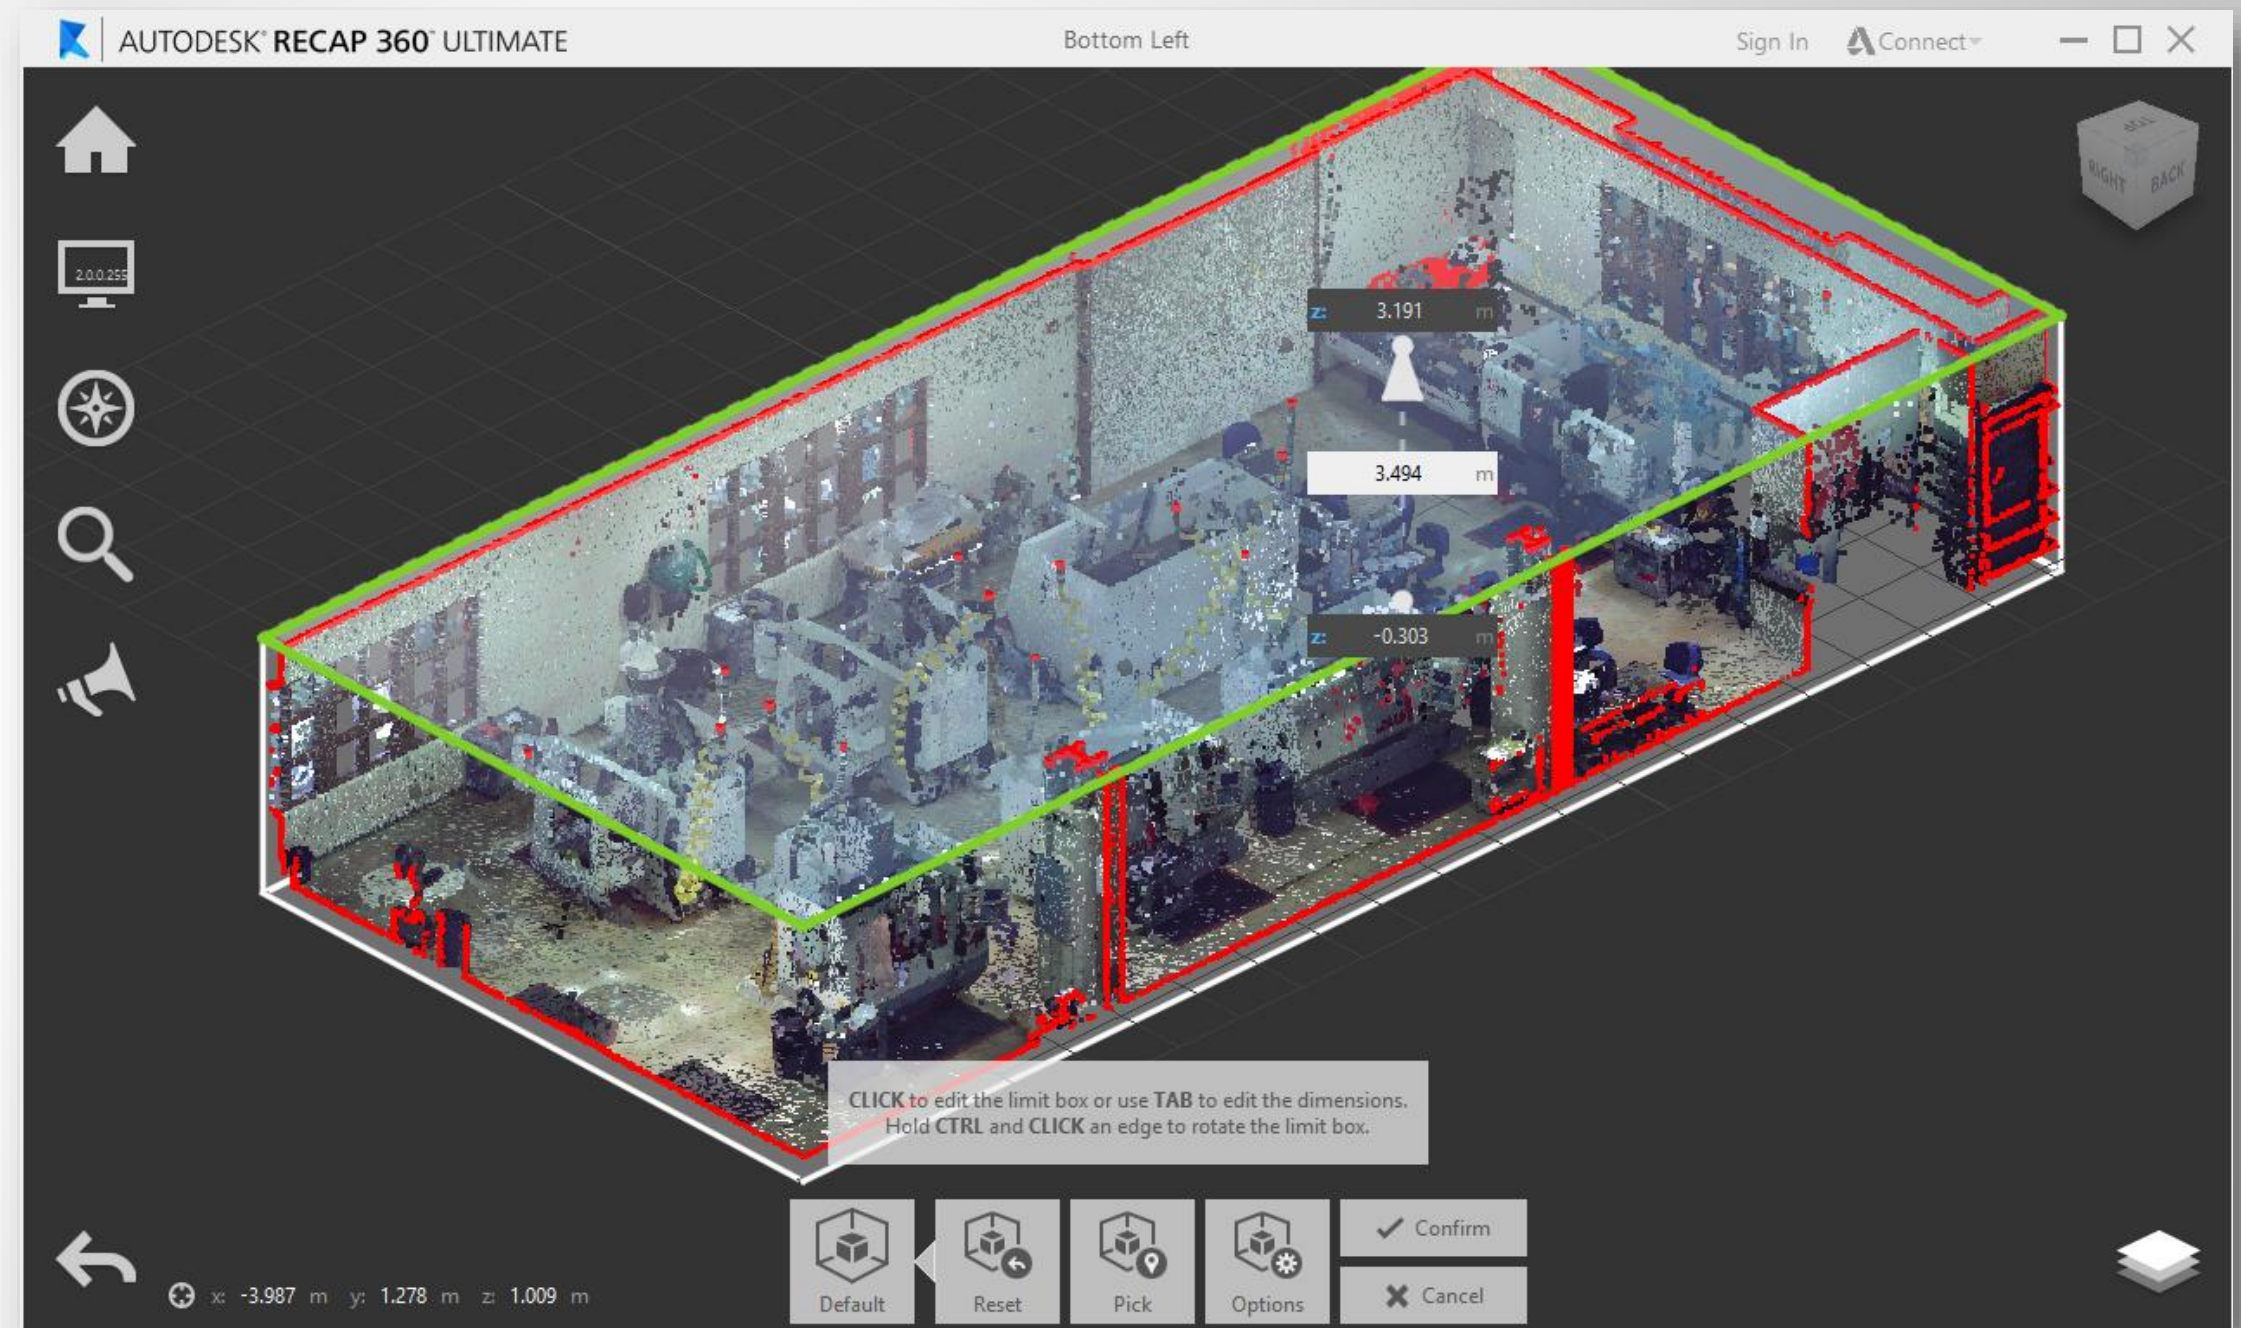 AUTODESK® RECAP 360™ ULTIMATE
Bottom Left
Sign In
Connect
TOP
RIGHT
BACK
2.0.0.255
z: 3.191 m
3.494 m
z: -0.303 m
CLICK to edit the limit box or use TAB to edit the dimensions.
Hold CTRL and CLICK an edge to rotate the limit box.
Default
Reset
Pick
Options
Confirm
Cancel
x: -3.987 m y: 1.278 m z: 1.009 m